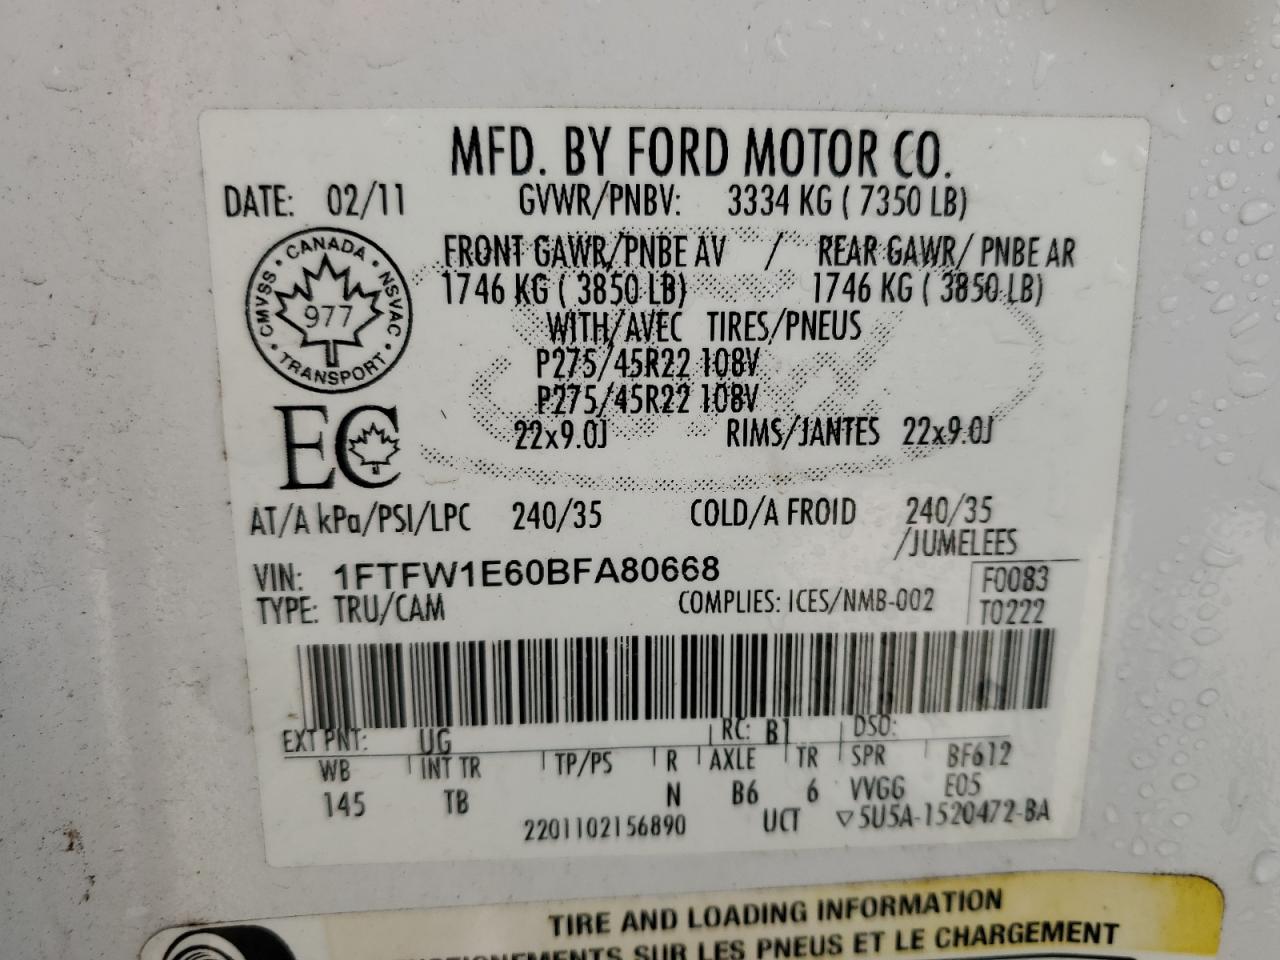 MFD. BY FORD MOTOR CO.
DATE: 02/11 GVWR/PNBV: 3334 KG ( 7350 LB)
FRONT GAWR/PNBE AV / REAR GAWR/ PNBE AR
1746 KG ( 3850 LB) 1746 KG ( 3850 LB)
WITH/AVEC TIRES/PNEUS
P275/45R22 108V
P275/45R22 108V
22x9.0J RIMS/JANTES 22x9.0J
CMVSS · CANADA · NSVAC
977
· TRANSPORT ·
EC
AT/A kPa/PSI/LPC 240/35 COLD/A FROID 240/35
/JUMELEES
VIN: 1FTFW1E60BFA80668 F0083
TYPE: TRU/CAM COMPLIES: ICES/NMB-002 T0222
EXT PNT: UG RC: B1 DSO:
WB INT TR TP/PS R AXLE TR SPR BF612
145 TB N B6 6 VVGG E05
2201102156890 UCT ▽5U5A-1520472-BA
TIRE AND LOADING INFORMATION
SUR LES PNEUS ET LE CHARGEMENT